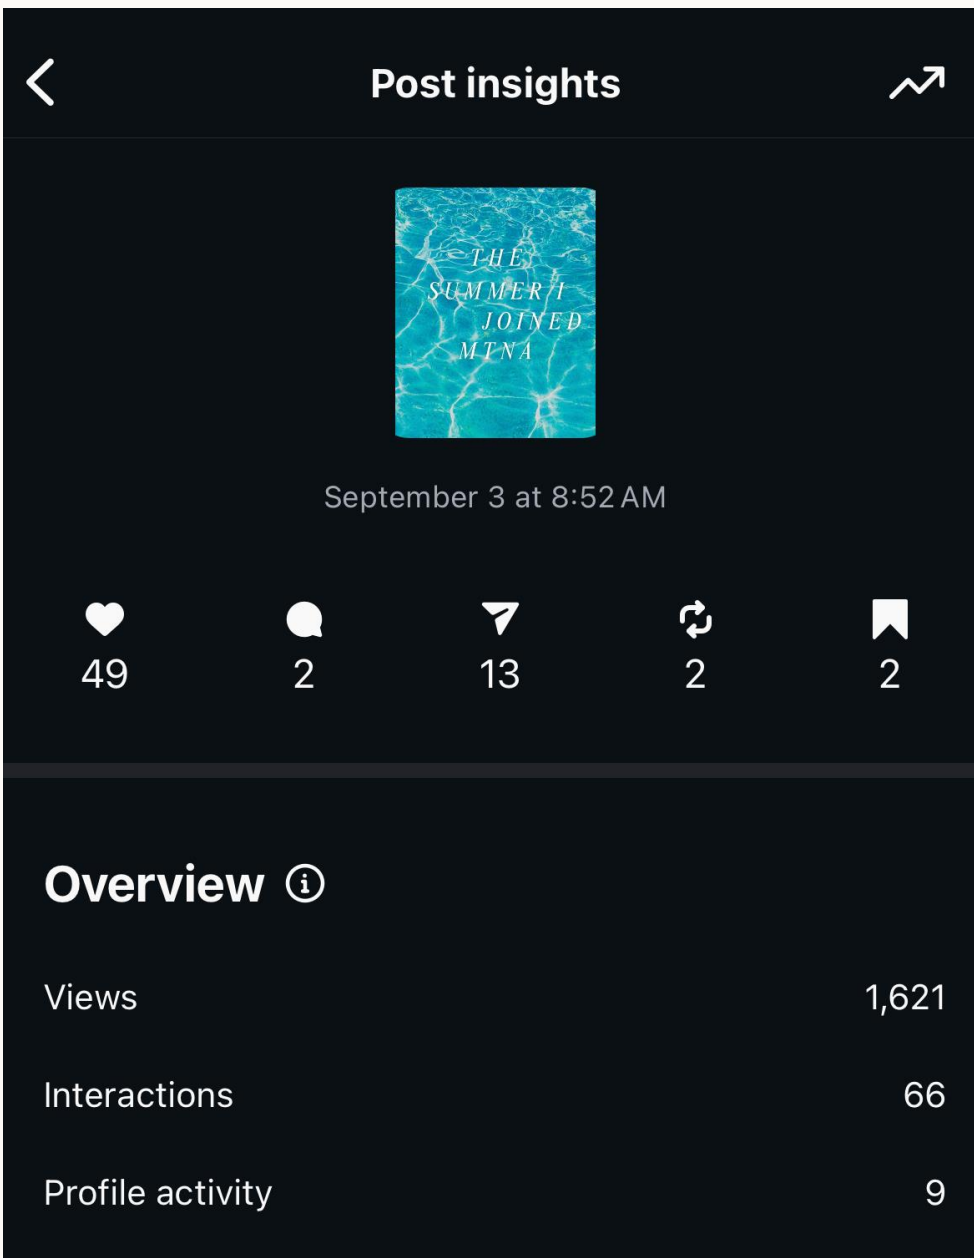 Post insights
THE
SUMMER I
JOINED
MTNA
September 3 at 8:52 AM
49 2 13 2 2
Overview
Views 1,621
Interactions 66
Profile activity 9